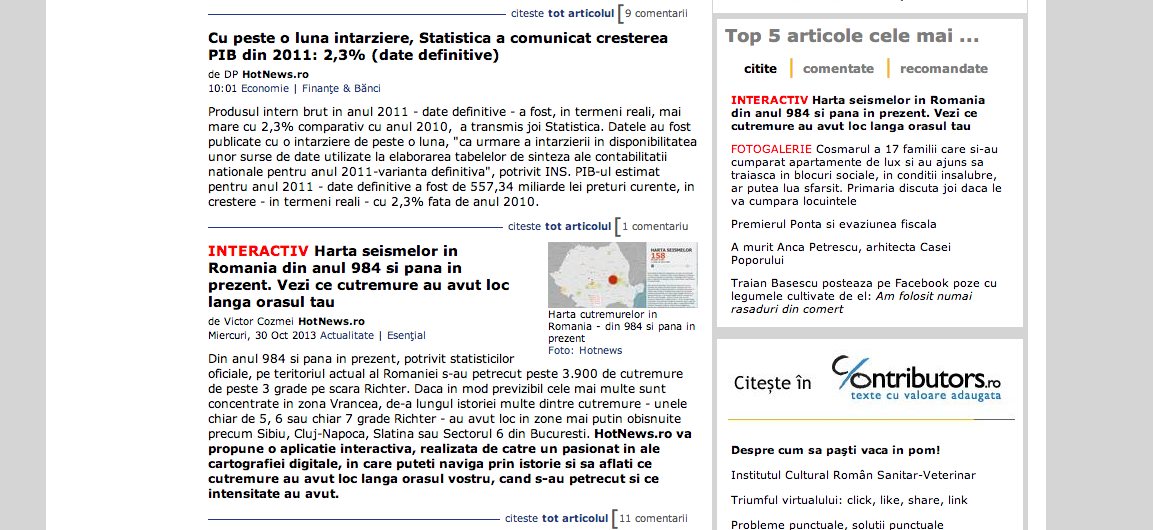 citeste tot articolul [ 9 comentarii
Cu peste o luna intarziere, Statistica a comunicat cresterea
PIB din 2011: 2,3% (date definitive)
de DP HotNews.ro
10:01 Economie | Finanţe & Bănci
Produsul intern brut in anul 2011 - date definitive - a fost, in termeni reali, mai
mare cu 2,3% comparativ cu anul 2010, a transmis joi Statistica. Datele au fost
publicate cu o intarziere de peste o luna, "ca urmare a intarzierii in disponibilitatea
unor surse de date utilizate la elaborarea tabelelor de sinteza ale contabilitatii
nationale pentru anul 2011-varianta definitiva", potrivit INS. PIB-ul estimat
pentru anul 2011 - date definitive a fost de 557,34 miliarde lei preturi curente, in
crestere - in termeni reali - cu 2,3% fata de anul 2010.
citeste tot articolul [ 1 comentariu
INTERACTIV Harta seismelor in
Romania din anul 984 si pana in
prezent. Vezi ce cutremure au avut loc
langa orasul tau
de Victor Cozmei HotNews.ro
Miercuri, 30 Oct 2013 Actualitate | Esenţial
HARTA SEISMELOR
158
Harta cutremurelor in
Romania - din 984 si pana in
prezent
Foto: Hotnews
Din anul 984 si pana in prezent, potrivit statisticilor
oficiale, pe teritoriul actual al Romaniei s-au petrecut peste 3.900 de cutremure
de peste 3 grade pe scara Richter. Daca in mod previzibil cele mai multe sunt
concentrate in zona Vrancea, de-a lungul istoriei multe dintre cutremure - unele
chiar de 5, 6 sau chiar 7 grade Richter - au avut loc in zone mai putin obisnuite
precum Sibiu, Cluj-Napoca, Slatina sau Sectorul 6 din Bucuresti. HotNews.ro va
propune o aplicatie interactiva, realizata de catre un pasionat in ale
cartografiei digitale, in care puteti naviga prin istorie si sa aflati ce
cutremure au avut loc langa orasul vostru, cand s-au petrecut si ce
intensitate au avut.
citeste tot articolul [ 11 comentarii
Top 5 articole cele mai ...
citite | comentate | recomandate
INTERACTIV Harta seismelor in Romania
din anul 984 si pana in prezent. Vezi ce
cutremure au avut loc langa orasul tau
FOTOGALERIE Cosmarul a 17 familii care si-au
cumparat apartamente de lux si au ajuns sa
traiasca in blocuri sociale, in conditii insalubre,
ar putea lua sfarsit. Primaria discuta joi daca le
va cumpara locuintele
Premierul Ponta si evaziunea fiscala
A murit Anca Petrescu, arhitecta Casei
Poporului
Traian Basescu posteaza pe Facebook poze cu
legumele cultivate de el: Am folosit numai
rasaduri din comert
Citeşte în Contributors.ro
texte cu valoare adaugata
Despre cum sa paşti vaca in pom!
Institutul Cultural Român Sanitar-Veterinar
Triumful virtualului: click, like, share, link
Probleme punctuale, solutii punctuale